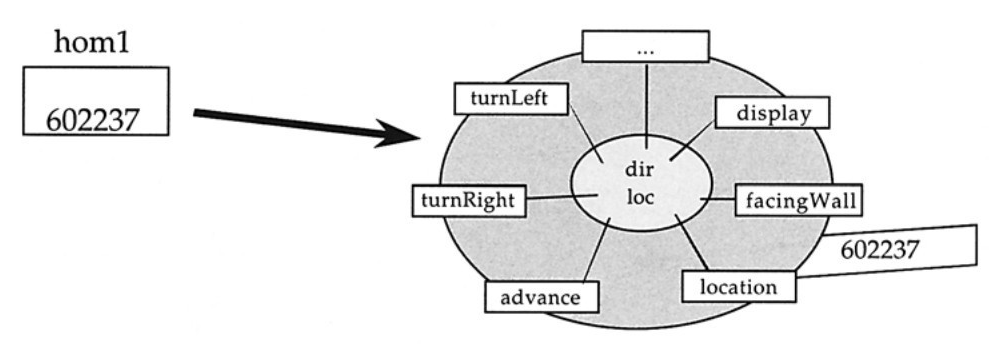 hom1
602237
...
turnLeft
display
dir
loc
turnRight
facingWall
602237
advance
location